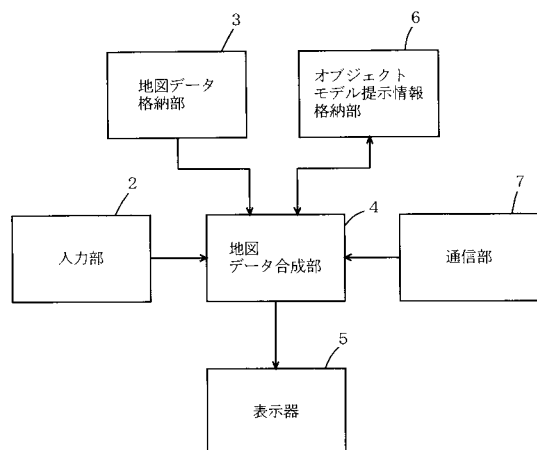 3
地図データ
格納部
6
オブジェクト
モデル提示情報
格納部
2
入力部
4
地図
データ合成部
7
通信部
5
表示器